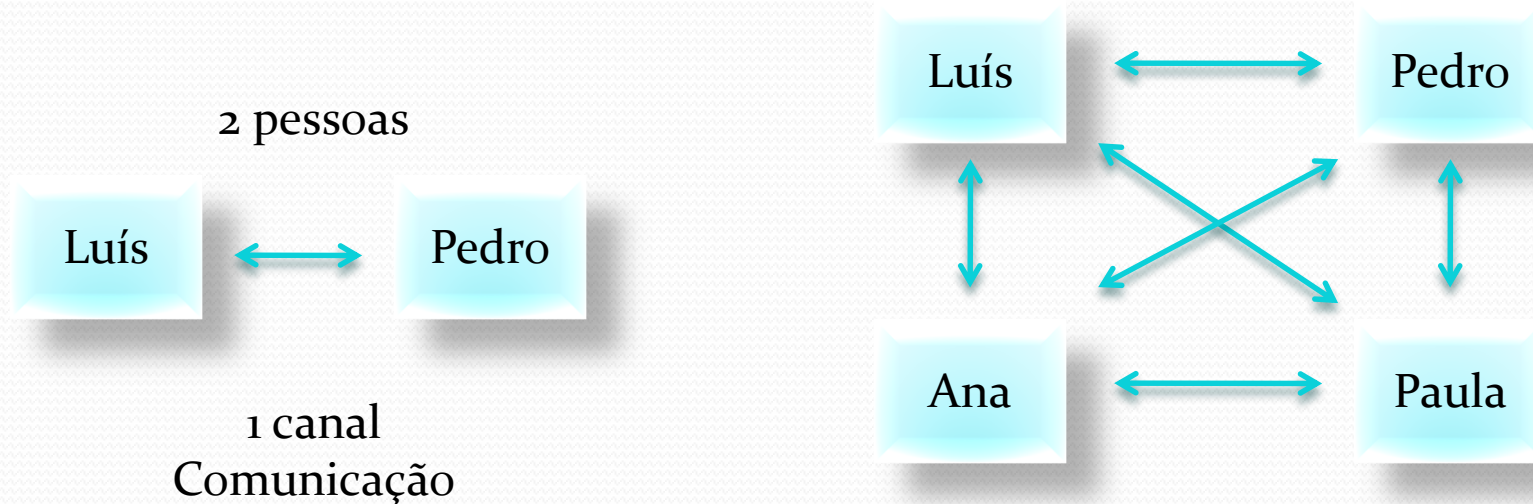 2 pessoas
Luís
Pedro
1 canal
Comunicação
Luís
Pedro
Ana
Paula